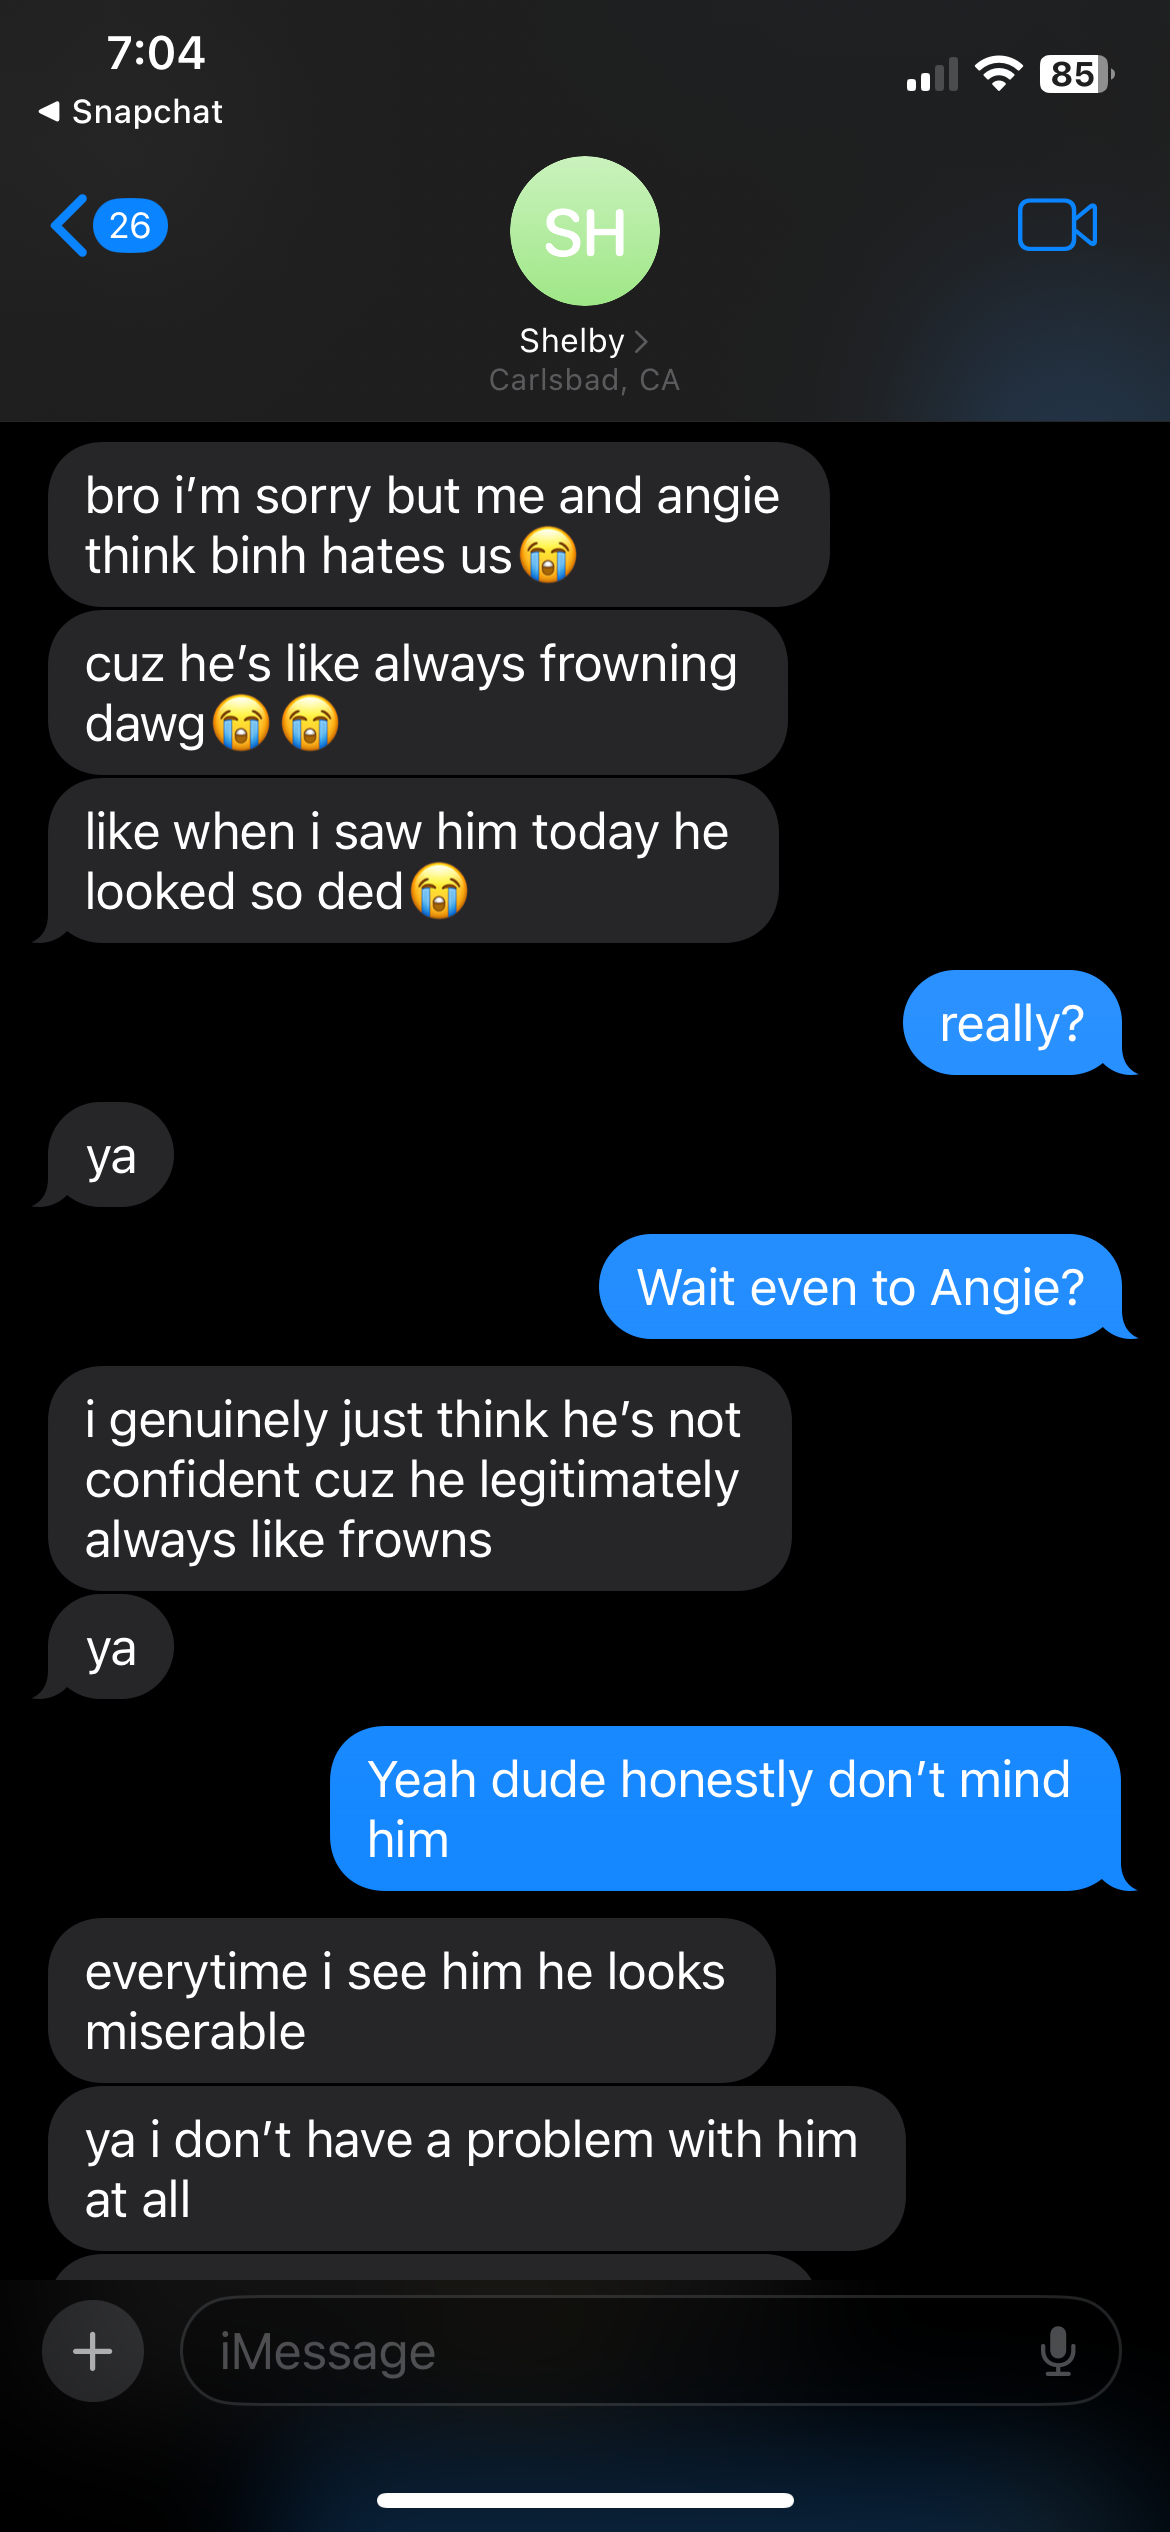 7:04
85
◀ Snapchat
26
SH
Shelby
Carlsbad, CA
bro i’m sorry but me and angie
think binh hates us😭
cuz he’s like always frowning
dawg😭😭
like when i saw him today he
looked so ded😭
really?
ya
Wait even to Angie?
i genuinely just think he’s not
confident cuz he legitimately
always like frowns
ya
Yeah dude honestly don’t mind
him
everytime i see him he looks
miserable
ya i don’t have a problem with him
at all
iMessage